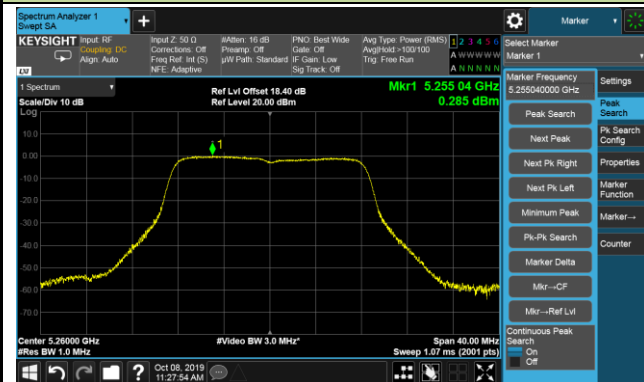 Spectrum Analyzer 1
Swept SA
+
Marker
KEYSIGHT
Input: RF
Coupling: DC
Align: Auto
Input Z: 50 Ω
Corrections: Off
Freq Ref: Int (S)
NFE: Adaptive
#Atten: 16 dB
Preamp: Off
µW Path: Standard
PNO: Best Wide
Gate: Off
IF Gain: Low
Sig Track: Off
Avg Type: Power (RMS)
Avg|Hold:>100/100
Trig: Free Run
1 2 3 4 5 6
A W W W W W
A N N N N N
LXI
Select Marker
Marker 1
1 Spectrum
Scale/Div 10 dB
Ref Lvl Offset 18.40 dB
Ref Level 20.00 dBm
Mkr1 5.255 04 GHz
0.285 dBm
Log
10.0
0.00
-10.0
-20.0
-30.0
-40.0
-50.0
-60.0
-70.0
1
Center 5.26000 GHz
#Res BW 1.0 MHz
#Video BW 3.0 MHz*
Span 40.00 MHz
Sweep 1.07 ms (2001 pts)
Marker Frequency
5.255040000 GHz
Peak Search
Next Peak
Next Pk Right
Next Pk Left
Minimum Peak
Pk-Pk Search
Marker Delta
Mkr→CF
Mkr→Ref Lvl
Continuous Peak
Search
On
Off
Settings
Peak
Search
Pk Search
Config
Properties
Marker
Function
Marker→
Counter
?
Oct 08, 2019
11:27:54 AM